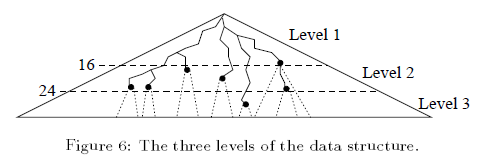 Level 1
16
Level 2
24
Level 3
Figure 6: The three levels of the data structure.